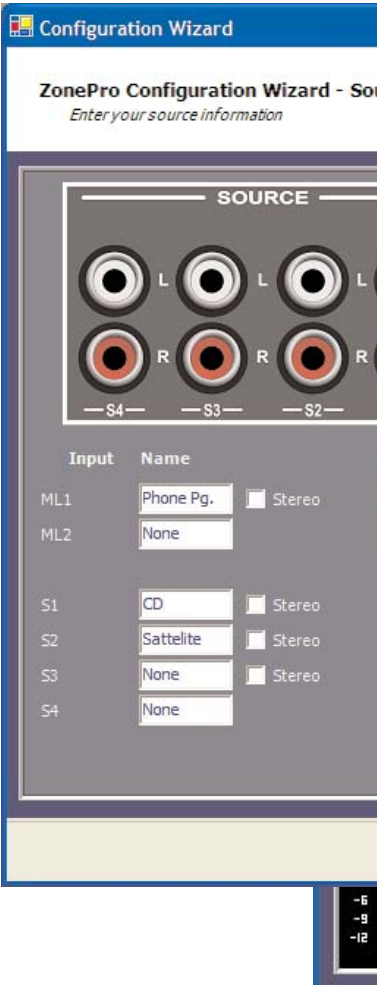 Configuration Wizard
ZonePro Configuration Wizard - Sou
Enter your source information
SOURCE
L L L
R R R
S4 S3 S2
Input Name
ML1 Phone Pg. Stereo
ML2 None
S1 CD Stereo
S2 Sattelite Stereo
S3 None Stereo
S4 None
-6
-9
-12